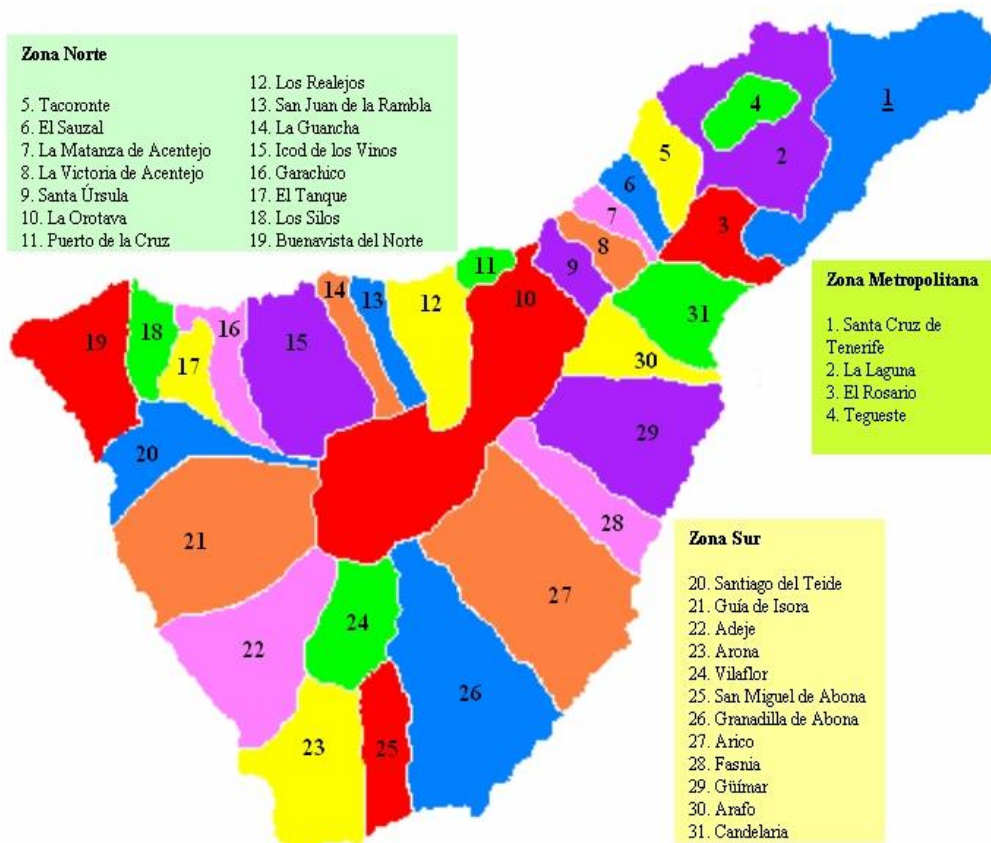 Zona Norte
5. Tacoronte
6. El Sauzal
7. La Matanza de Acentejo
8. La Victoria de Acentejo
9. Santa Úrsula
10. La Orotava
11. Puerto de la Cruz
12. Los Realejos
13. San Juan de la Rambla
14. La Guancha
15. Icod de los Vinos
16. Garachico
17. El Tanque
18. Los Silos
19. Buenavista del Norte
1
4
2
5
6
3
7
8
9
11
10
14
13
12
31
18
16
15
19
17
30
20
29
28
21
27
24
22
26
23
25
Zona Metropolitana
1. Santa Cruz de
Tenerife
2. La Laguna
3. El Rosario
4. Tegueste
Zona Sur
20. Santiago del Teide
21. Guía de Isora
22. Adeje
23. Arona
24. Vilaflor
25. San Miguel de Abona
26. Granadilla de Abona
27. Arico
28. Fasnia
29. Güímar
30. Arafo
31. Candelaria